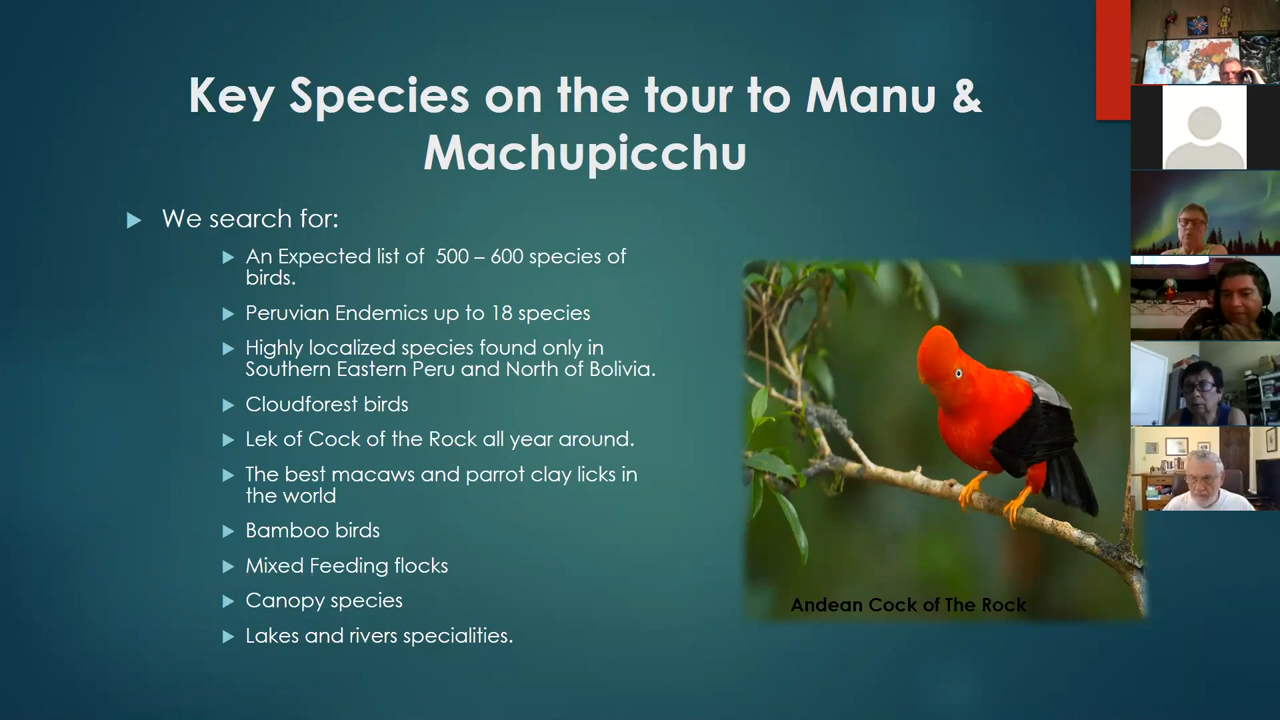 Key Species on the tour to Manu &
Machupicchu
We search for:
An Expected list of 500 – 600 species of
birds.
Peruvian Endemics up to 18 species
Highly localized species found only in
Southern Eastern Peru and North of Bolivia.
Cloudforest birds
Lek of Cock of the Rock all year around.
The best macaws and parrot clay licks in
the world
Bamboo birds
Mixed Feeding flocks
Canopy species
Lakes and rivers specialities.
Andean Cock of The Rock